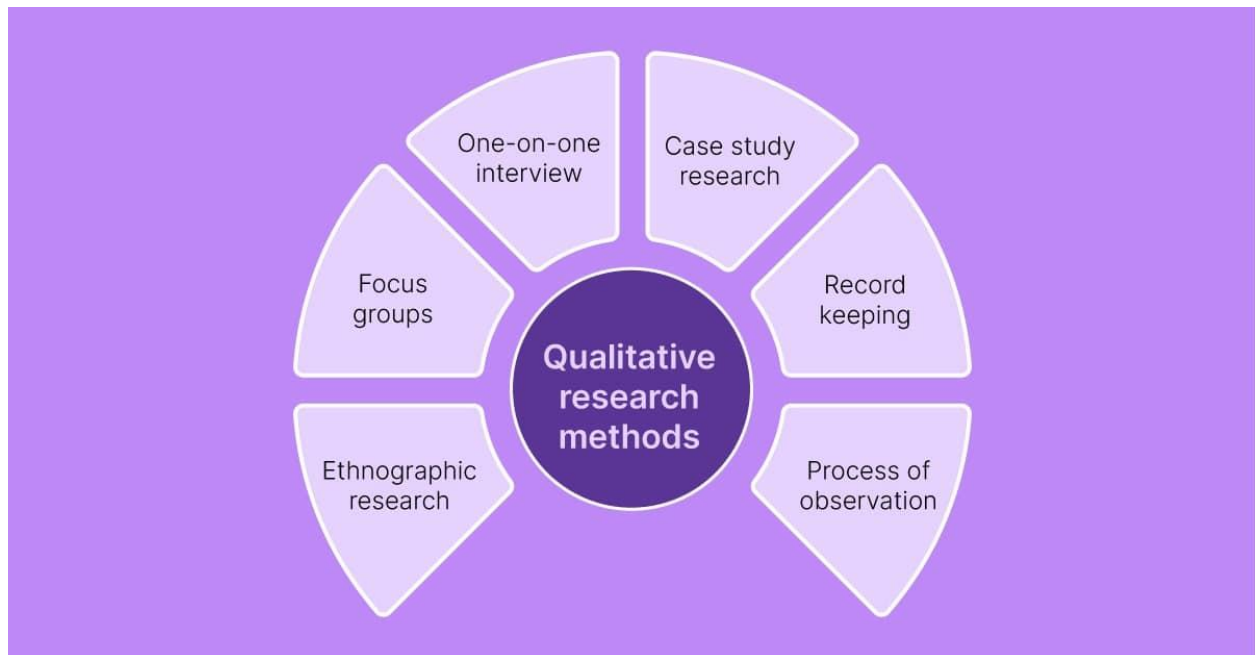 One-on-one
interview
Case study
research
Focus
groups
Record
keeping
Qualitative
research
methods
Ethnographic
research
Process of
observation